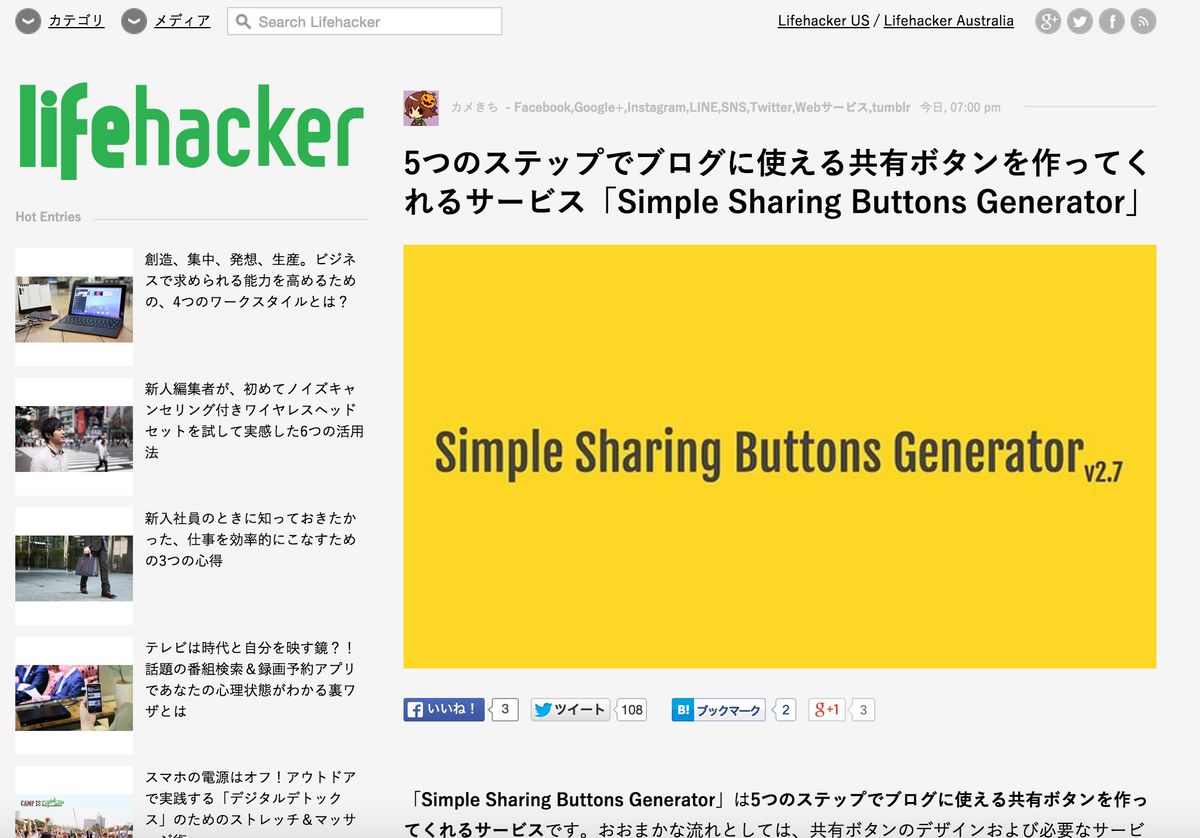 カテゴリ
メディア
Search Lifehacker
Lifehacker US / Lifehacker Australia
lifehacker
Hot Entries
創造、集中、発想、生産。ビジネ
スで求められる能力を高めるため
の、4つのワークスタイルとは？
新人編集者が、初めてノイズキャ
ンセリング付きワイヤレスヘッド
セットを試して実感した6つの活用
法
新入社員のときに知っておきたか
った、仕事を効率的にこなすため
の3つの心得
テレビは時代と自分を映す鏡？！
話題の番組検索＆録画予約アプリ
であなたの心理状態がわかる裏ワ
ザとは
スマホの電源はオフ！アウトドア
で実践する「デジタルデトック
ス」のためのストレッチ＆マッサ
カメきち - Facebook,Google+,Instagram,LINE,SNS,Twitter,Webサービス,tumblr 今日, 07:00 pm
5つのステップでブログに使える共有ボタンを作ってく
れるサービス「Simple Sharing Buttons Generator」
Simple Sharing Buttons Generator v2.7
いいね！ 3 ツイート 108 B! ブックマーク 2 g+1 3
「Simple Sharing Buttons Generator」は5つのステップでブログに使える共有ボタンを作っ
てくれるサービスです。おおまかな流れとしては、共有ボタンのデザインおよび必要なサービ